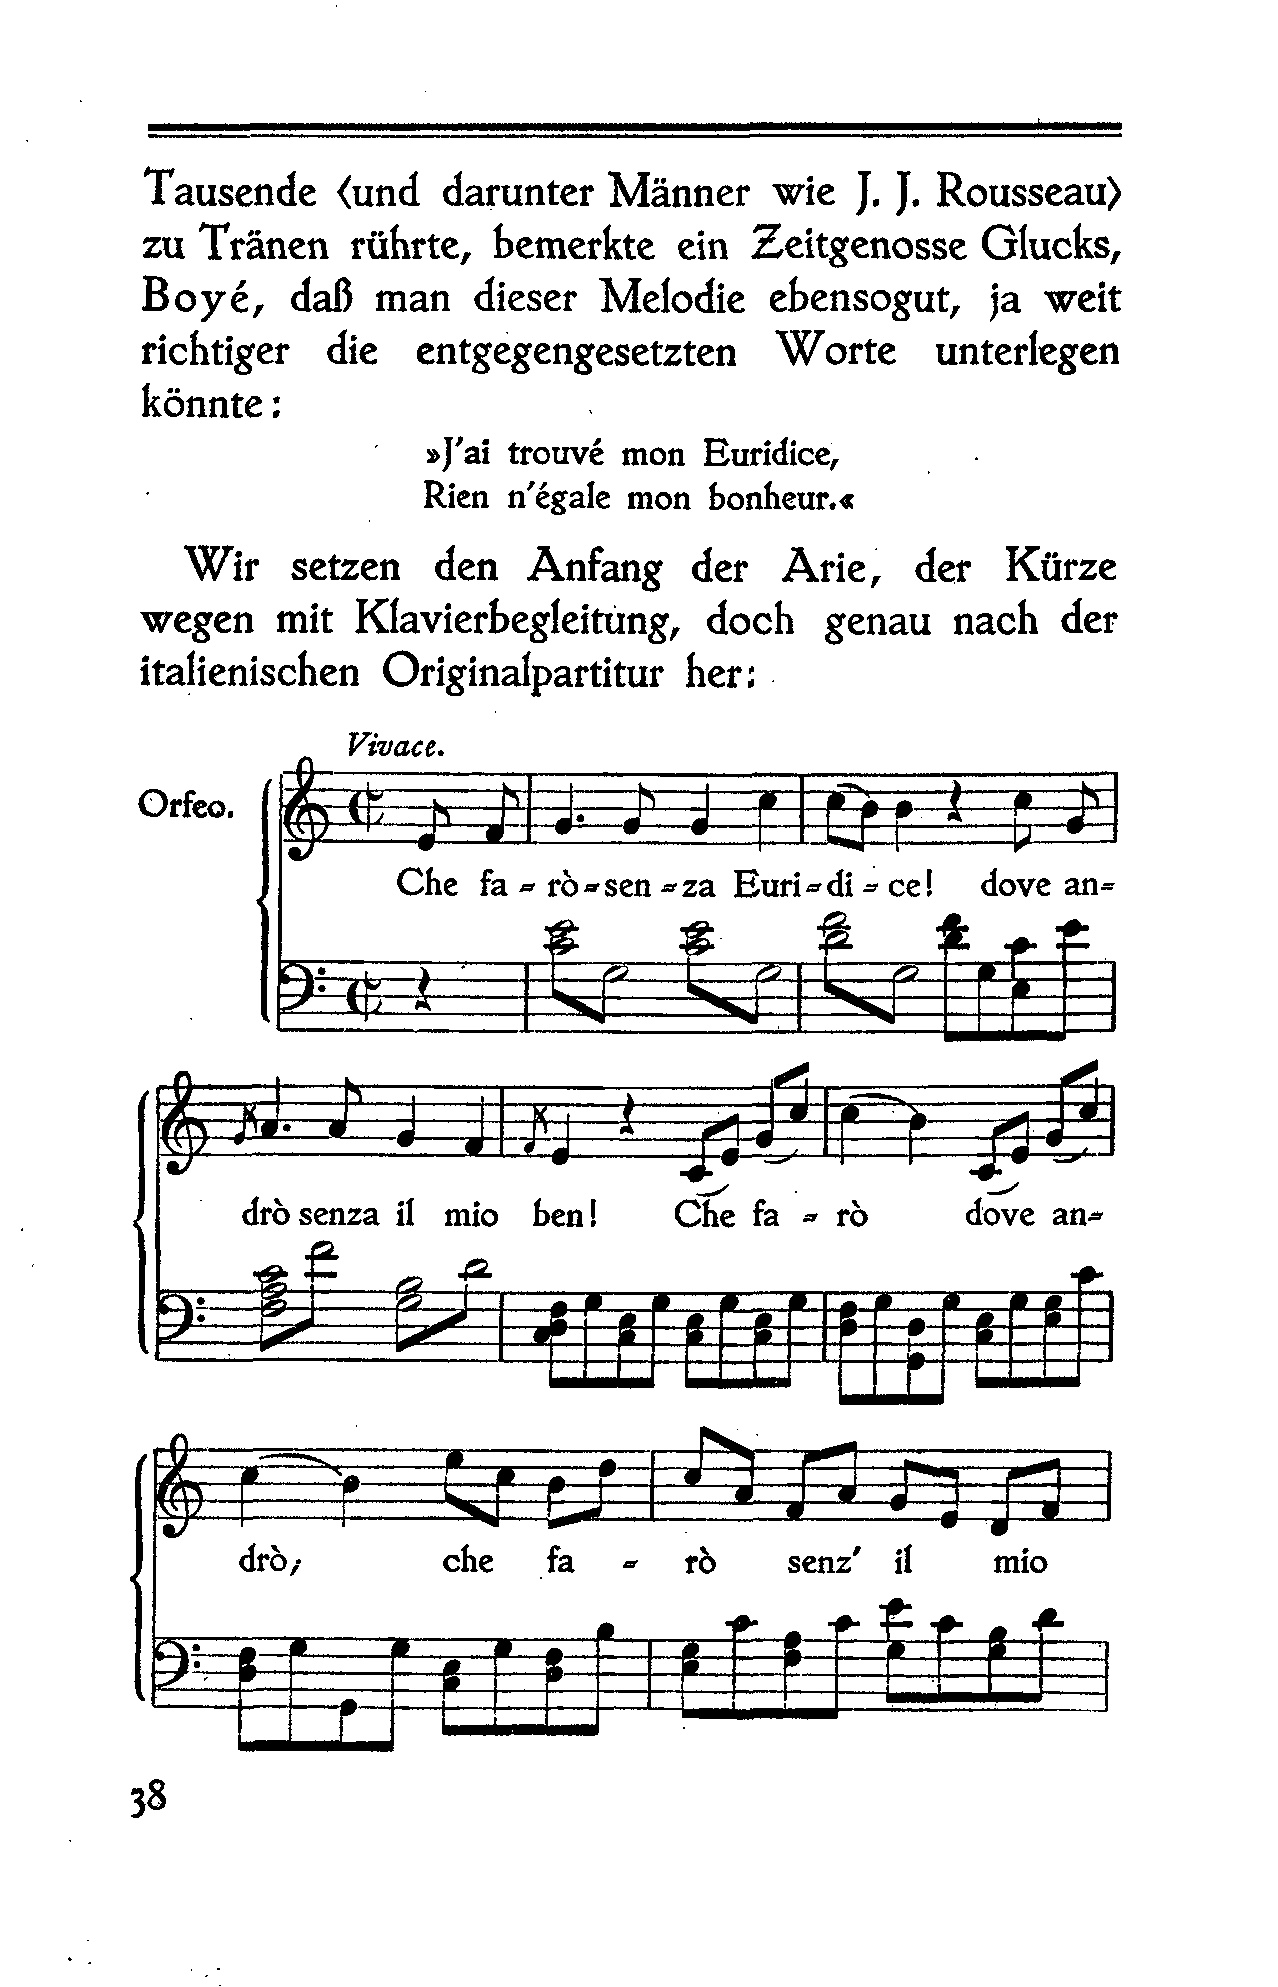 Tausende (und darunter Männer wie J. J. Rousseau)
zu Tränen rührte, bemerkte ein Zeitgenosse Glucks,
Boyé, daß man dieser Melodie ebensogut, ja weit
richtiger die entgegengesetzten Worte unterlegen
könnte:
»J'ai trouvé mon Euridice,
Rien n'égale mon bonheur.«
Wir setzen den Anfang der Arie, der Kürze
wegen mit Klavierbegleitung, doch genau nach der
italienischen Originalpartitur her:
Vivace.
Orfeo.
Che fa-rò-sen-za Euri-di-ce! dove an-
drò senza il mio ben! Che fa-rò dove an-
drò, che fa-rò senz' il mio
38